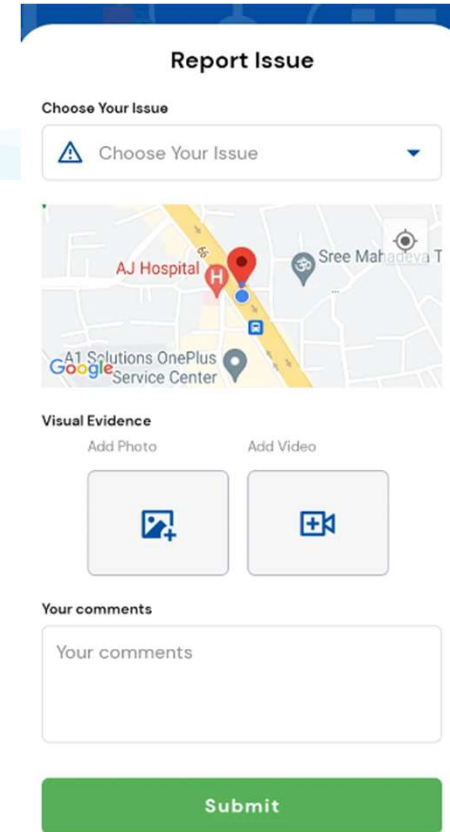 Report Issue
Choose Your Issue
Choose Your Issue
AJ Hospital
H
Sree Mahadeva T
...
A1 Solutions OnePlus
Google
Service Center
Visual Evidence
Add Photo
Add Video
Your comments
Your comments
Submit